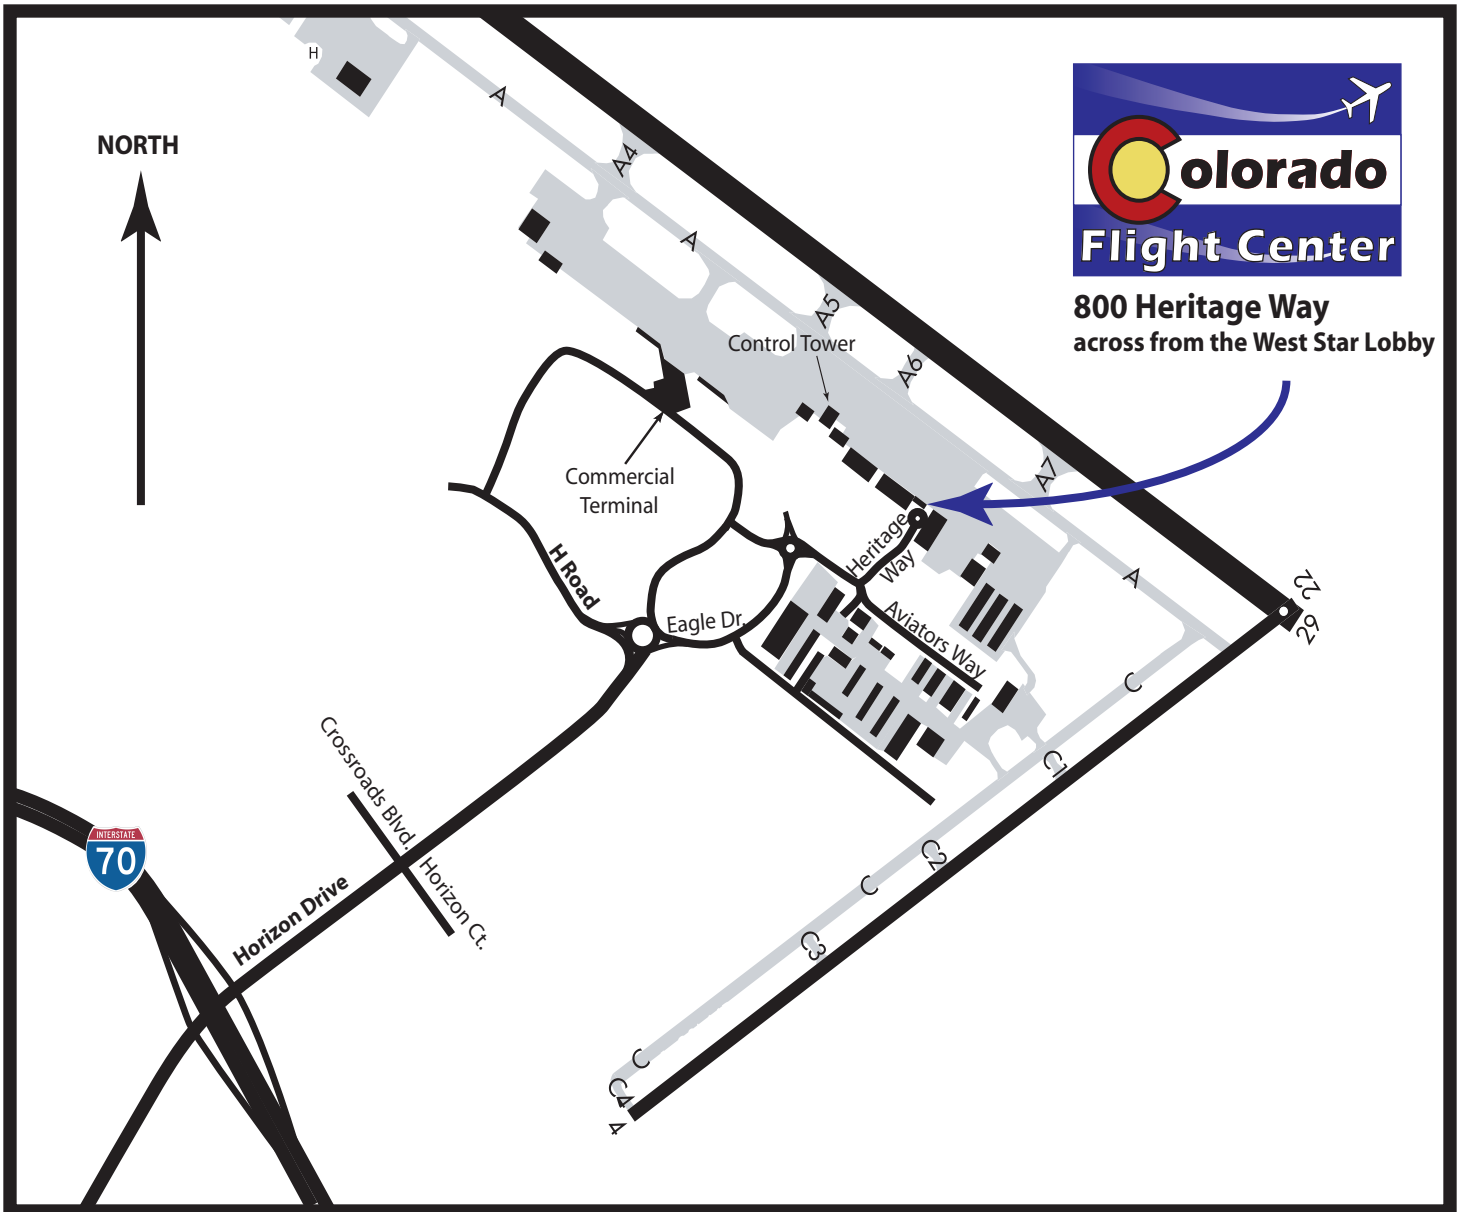 H
NORTH
A
A4
Colorado
Flight Center
800 Heritage Way
across from the West Star Lobby
A
A5
Control Tower
A6
A7
Commercial
Terminal
Heritage
Way
H Road
Eagle Dr.
Aviators Way
A
22
29
C
C1
Crossroads Blvd.
Horizon Ct.
INTERSTATE
70
Horizon Drive
C2
C
C3
C
C4
4